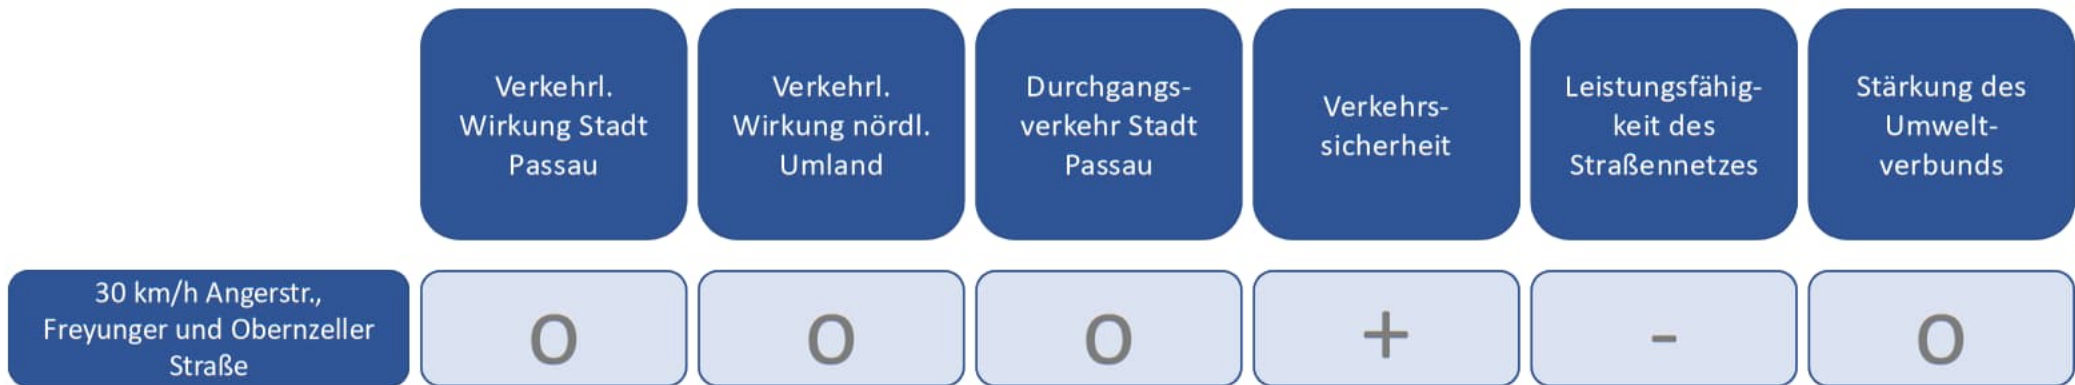 Verkehrl.
Wirkung Stadt
Passau
Verkehrl.
Wirkung nördl.
Umland
Durchgangs-
verkehr Stadt
Passau
Verkehrs-
sicherheit
Leistungsfähig-
keit des
Straßennetzes
Stärkung des
Umwelt-
verbunds
30 km/h Angerstr.,
Freyunger und Obernzeller
Straße
o
o
o
+
-
o